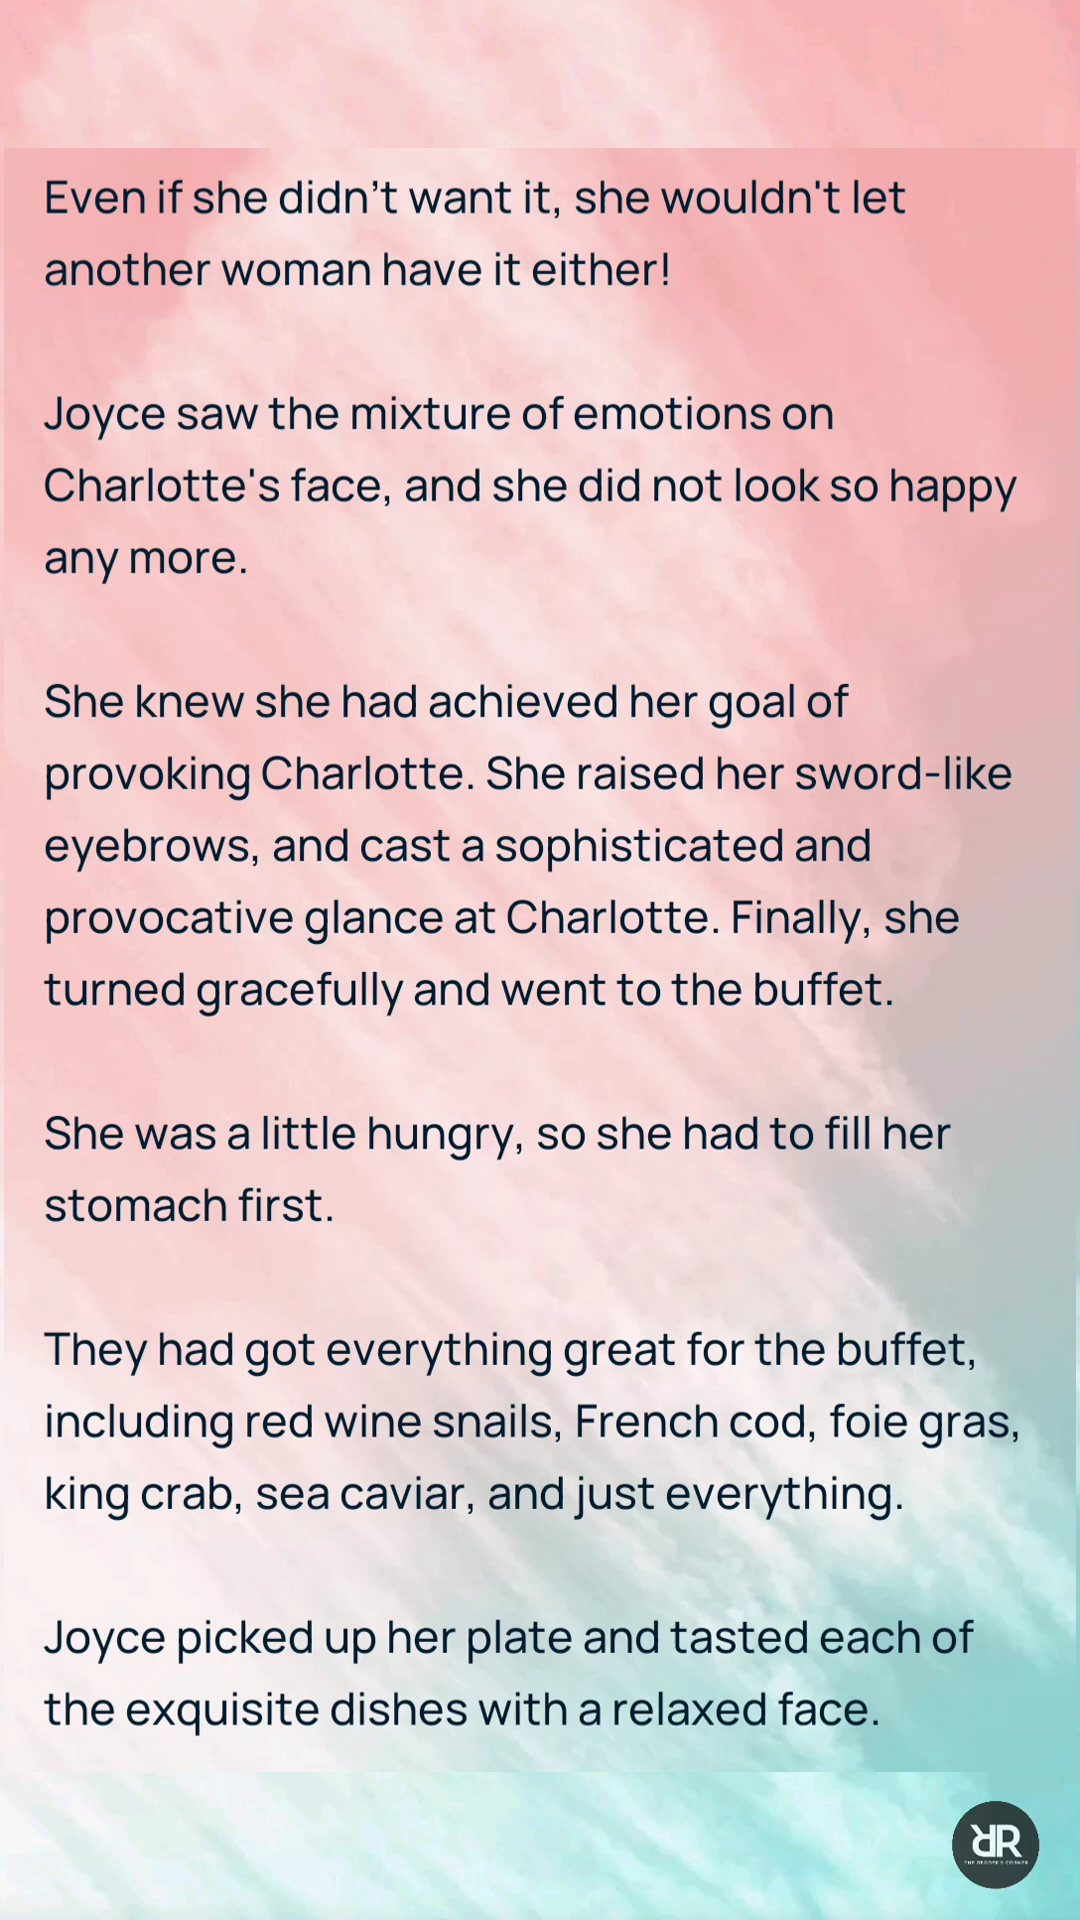 Even if she didn’t want it, she wouldn't let
another woman have it either!
Joyce saw the mixture of emotions on
Charlotte's face, and she did not look so happy
any more.
She knew she had achieved her goal of
provoking Charlotte. She raised her sword-like
eyebrows, and cast a sophisticated and
provocative glance at Charlotte. Finally, she
turned gracefully and went to the buffet.
She was a little hungry, so she had to fill her
stomach first.
They had got everything great for the buffet,
including red wine snails, French cod, foie gras,
king crab, sea caviar, and just everything.
Joyce picked up her plate and tasted each of
the exquisite dishes with a relaxed face.